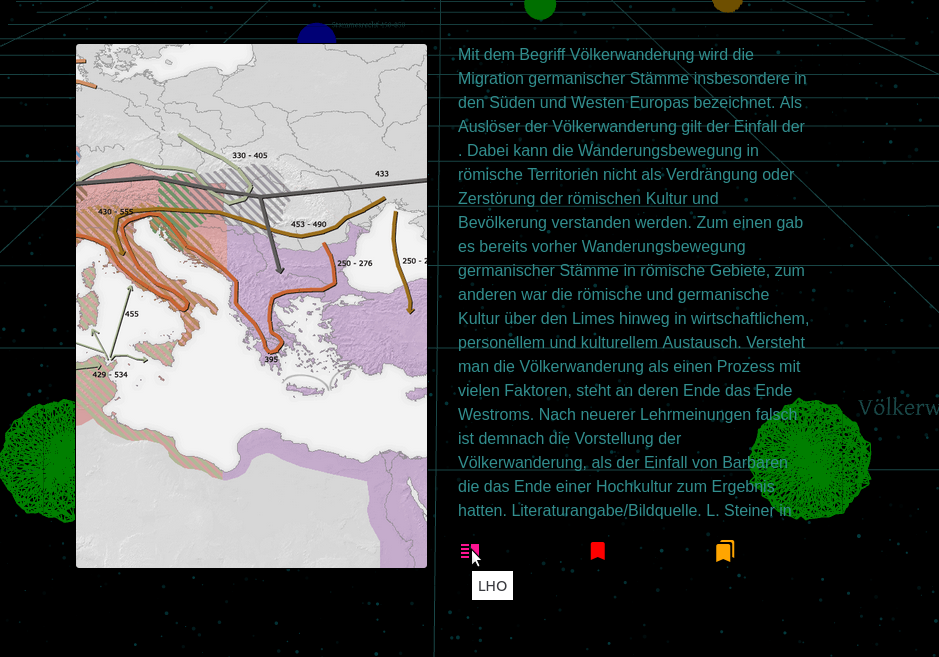 Mit dem Begriff Völkerwanderung wird die
Migration germanischer Stämme insbesondere in
den Süden und Westen Europas bezeichnet. Als
Auslöser der Völkerwanderung gilt der Einfall der
. Dabei kann die Wanderungsbewegung in
römische Territorien nicht als Verdrängung oder
Zerstörung der römischen Kultur und
Bevölkerung verstanden werden. Zum einen gab
es bereits vorher Wanderungsbewegung
germanischer Stämme in römische Gebiete, zum
anderen war die römische und germanische
Kultur über den Limes hinweg in wirtschaftlichem,
personellem und kulturellem Austausch. Versteht
man die Völkerwanderung als einen Prozess mit
vielen Faktoren, steht an deren Ende das Ende
Westroms. Nach neuerer Lehrmeinungen falsch
ist demnach die Vorstellung der
Völkerwanderung, als der Einfall von Barbaren
die das Ende einer Hochkultur zum Ergebnis
hatten. Literaturangabe/Bildquelle. L. Steiner in
330 - 405
433
430 - 555
453 - 490
250 - 276
250 - 2
455
395
429 - 534
Völkerw
LHO